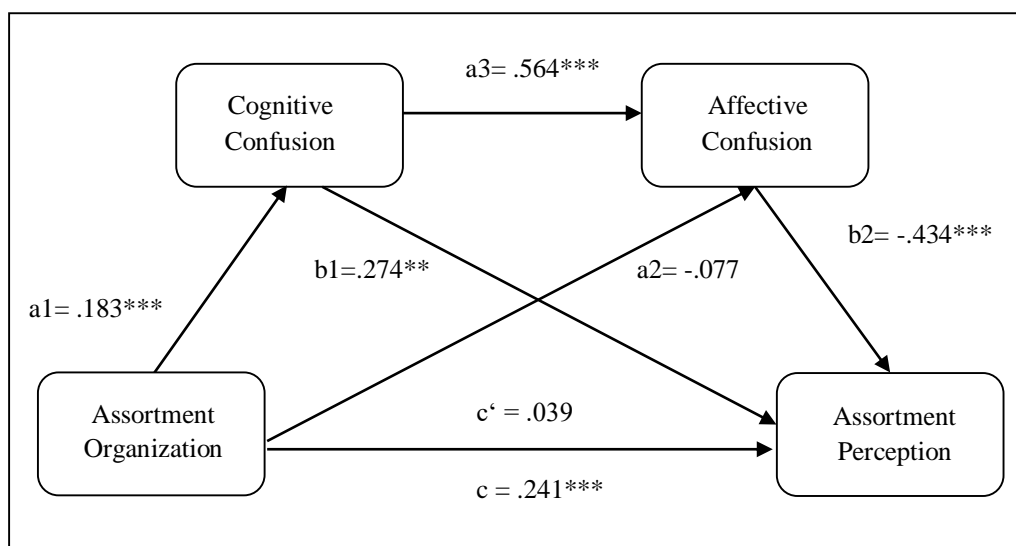 a3= .564***
Cognitive
Confusion
Affective
Confusion
b2= -.434***
b1=.274**
a2= -.077
a1= .183***
Assortment
Organization
c‘ = .039
Assortment
Perception
c = .241***